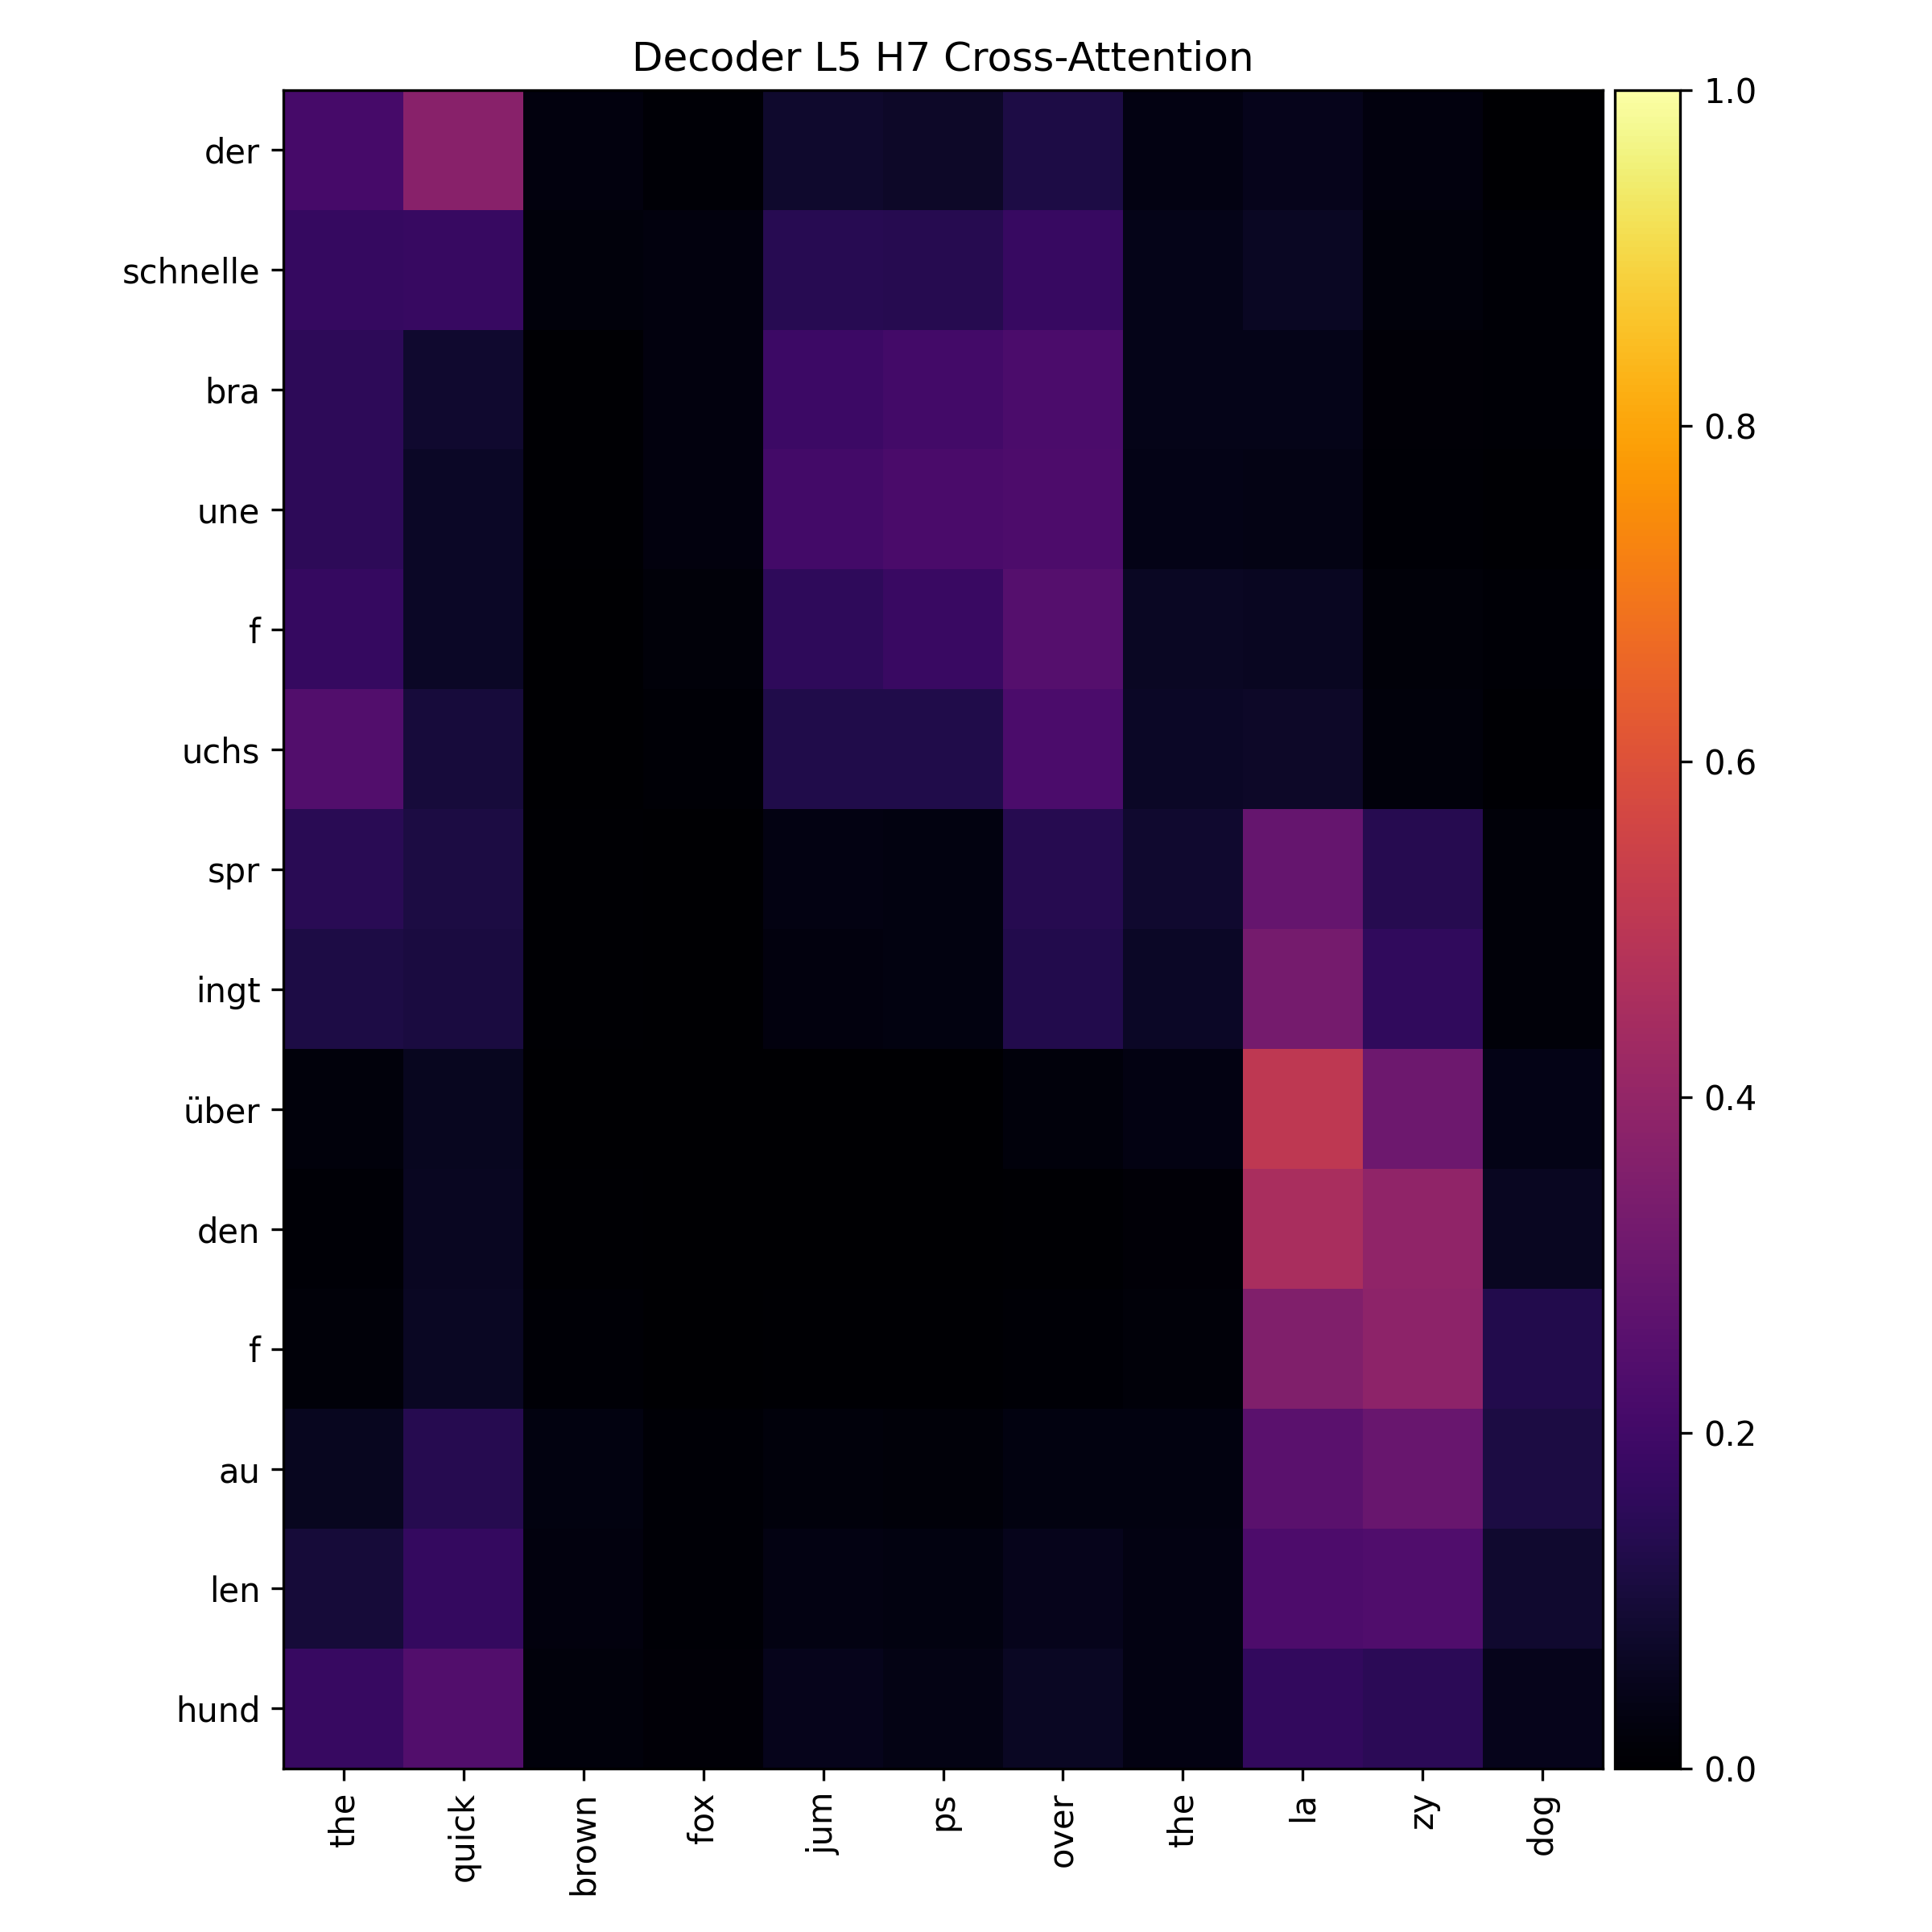 Decoder L5 H7 Cross-Attention
der
schnelle
bra
une
f
uchs
spr
ingt
über
den
f
au
len
hund
the
quick
brown
fox
jum
ps
over
the
la
zy
dog
1.0
0.8
0.6
0.4
0.2
0.0